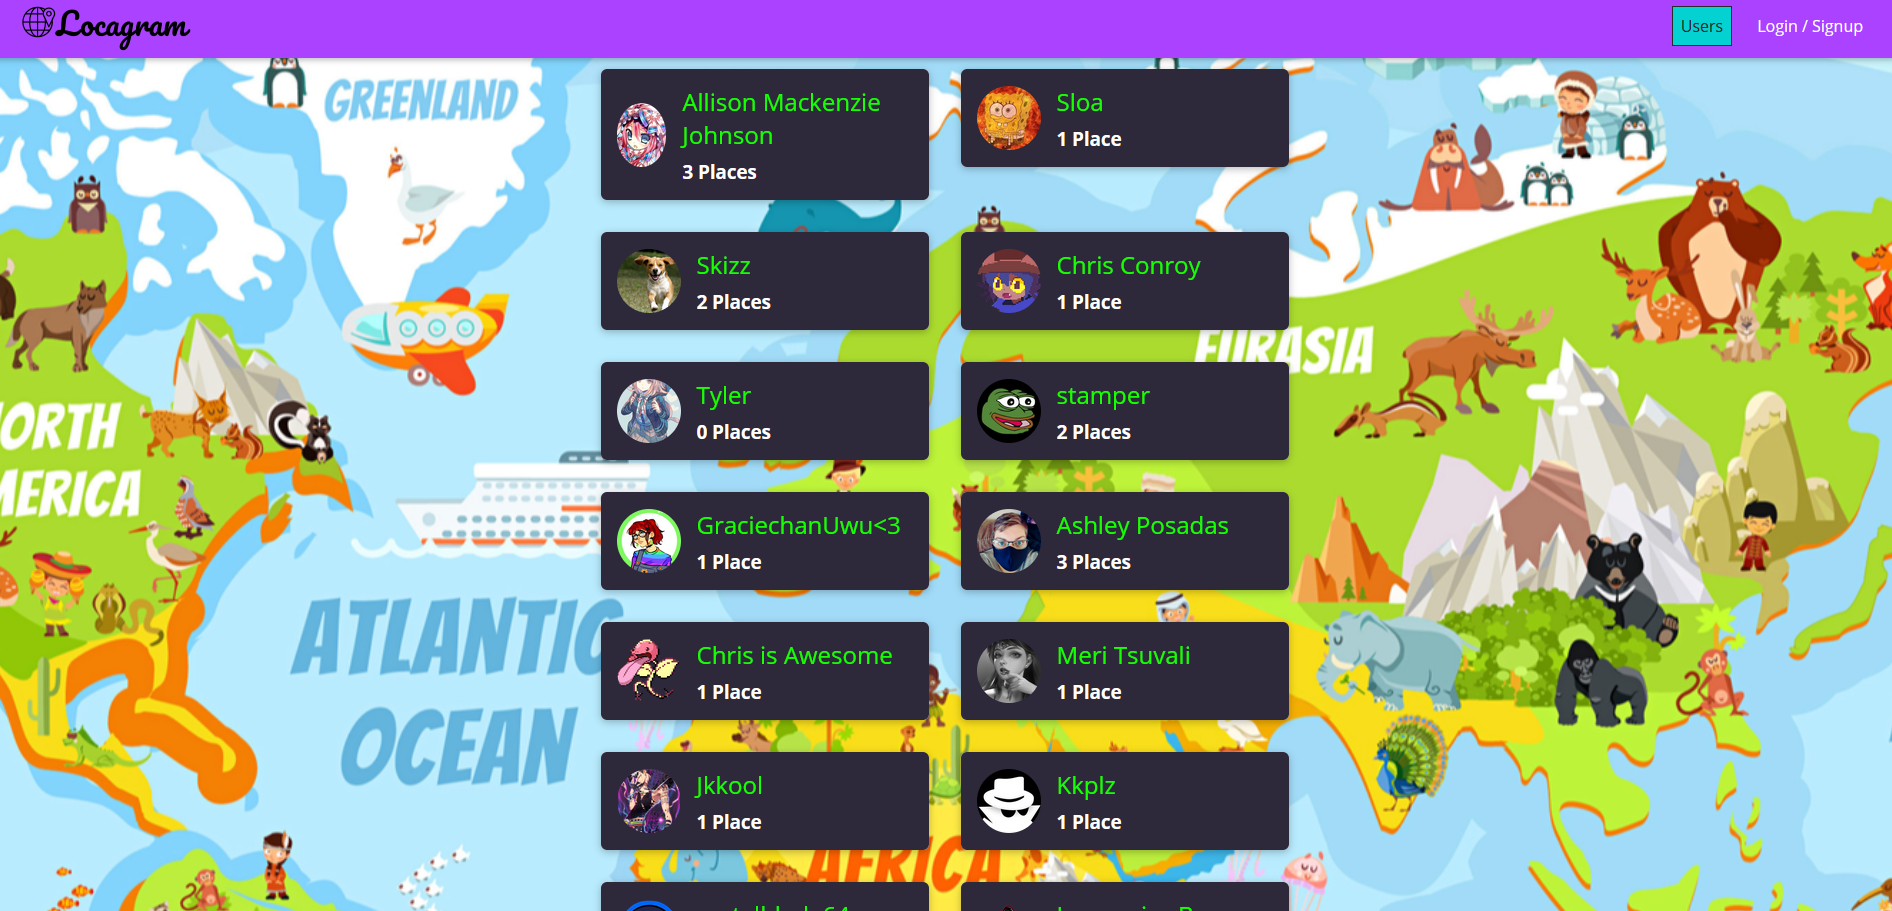 Locagram
Users
Login / Signup
GREENLAND
Allison Mackenzie
Johnson
3 Places
Sloa
1 Place
Skizz
2 Places
Chris Conroy
1 Place
EURASIA
Tyler
0 Places
stamper
2 Places
ORTH
MERICA
GraciechanUwu<3
1 Place
Ashley Posadas
3 Places
ATLANTIC
OCEAN
Chris is Awesome
1 Place
Meri Tsuvali
1 Place
Jkkool
1 Place
Kkplz
1 Place
AFRICA